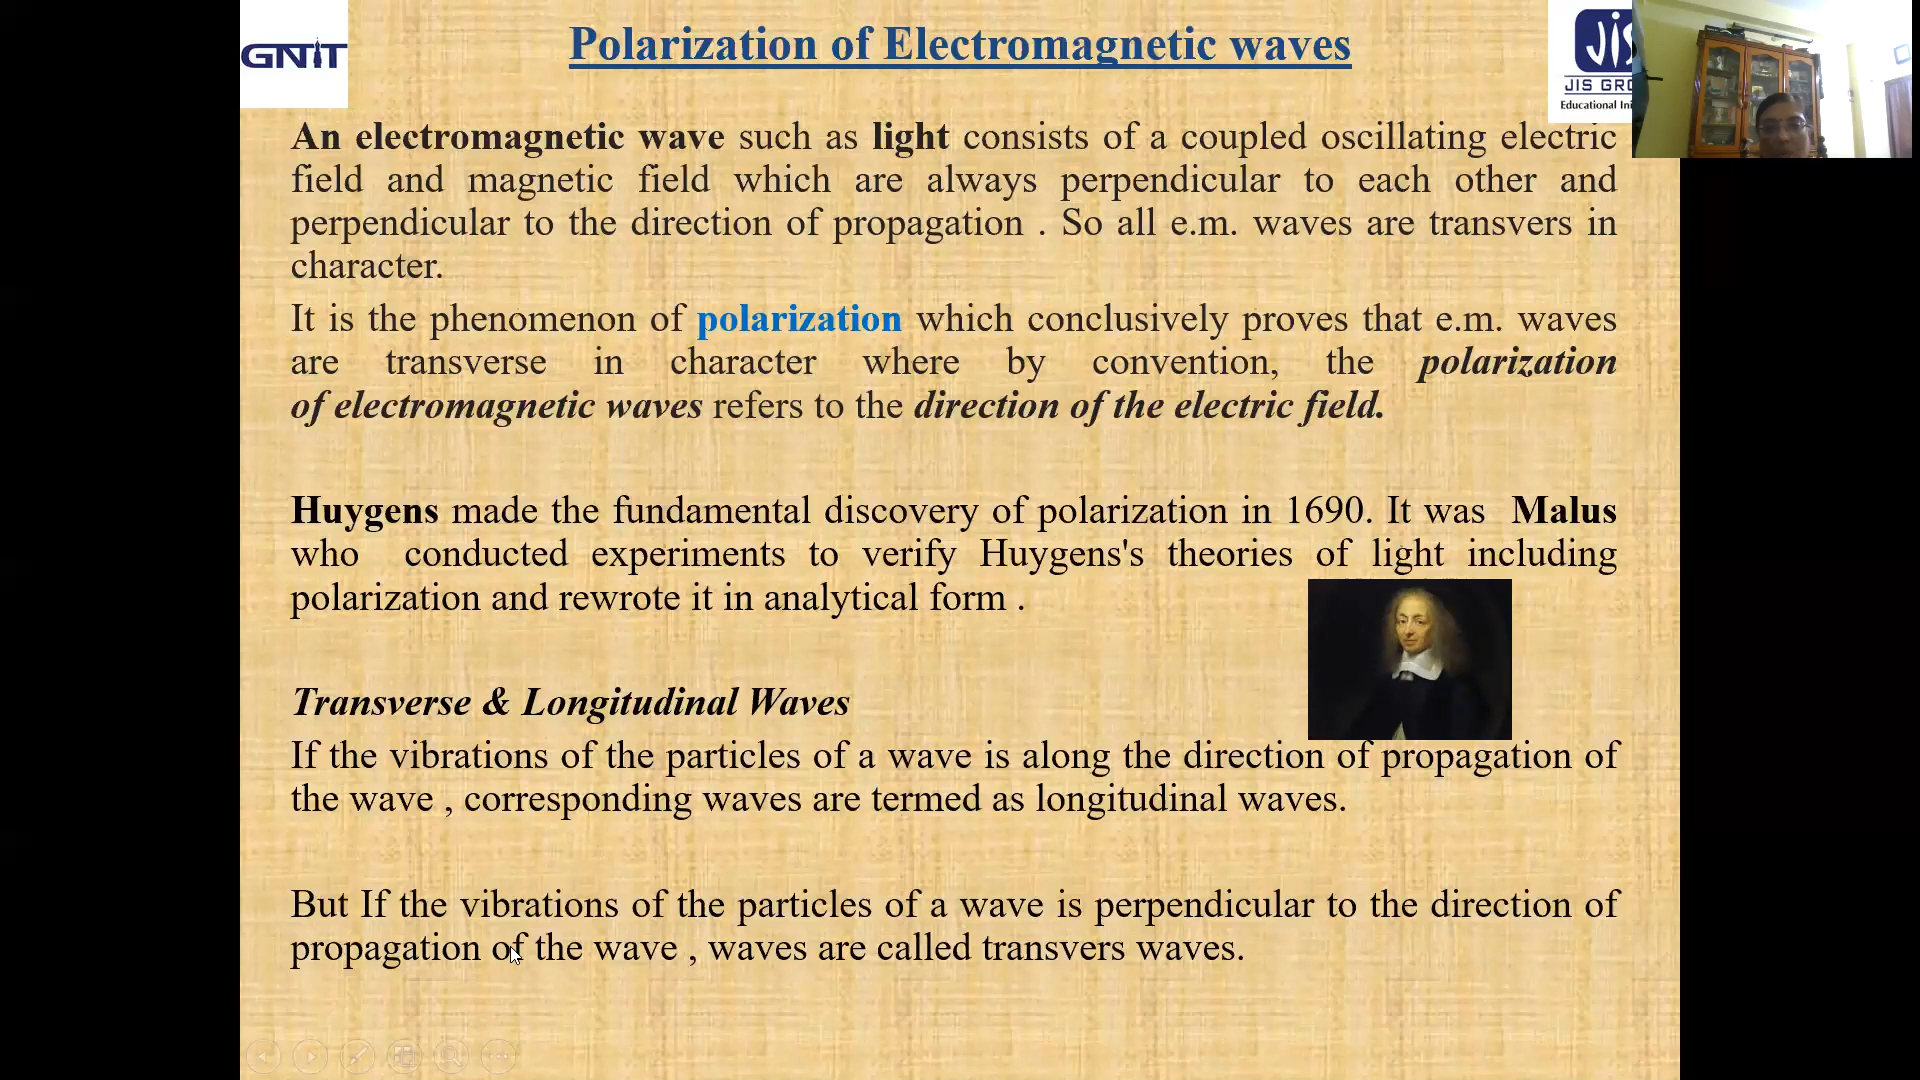 GNIT
Polarization of Electromagnetic waves
JIS
JIS GRO
Educational Ini
An electromagnetic wave such as light consists of a coupled oscillating electric
field and magnetic field which are always perpendicular to each other and
perpendicular to the direction of propagation . So all e.m. waves are transvers in
character.
It is the phenomenon of polarization which conclusively proves that e.m. waves
are transverse in character where by convention, the polarization
of electromagnetic waves refers to the direction of the electric field.
Huygens made the fundamental discovery of polarization in 1690. It was Malus
who conducted experiments to verify Huygens's theories of light including
polarization and rewrote it in analytical form .
Transverse & Longitudinal Waves
If the vibrations of the particles of a wave is along the direction of propagation of
the wave , corresponding waves are termed as longitudinal waves.
But If the vibrations of the particles of a wave is perpendicular to the direction of
propagation of the wave , waves are called transvers waves.